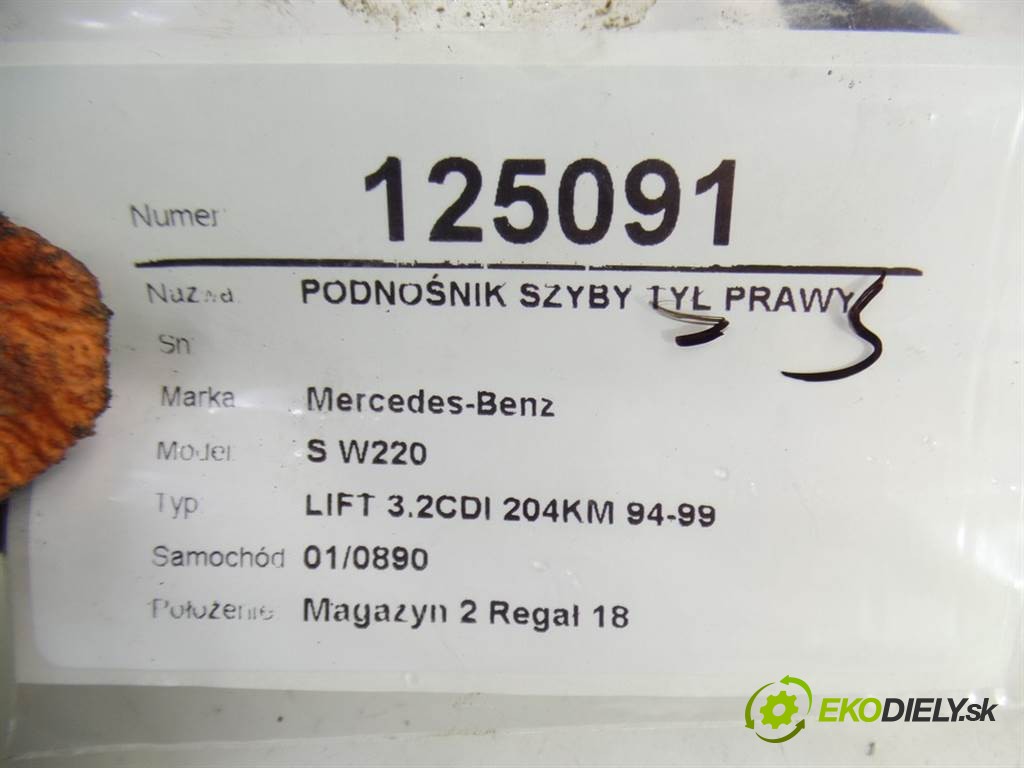 Numer 125091
Nazwa PODNOŚNIK SZYBY TYŁ PRAWY
Sn
Marka Mercedes-Benz
Model S W220
Typ LIFT 3.2CDI 204KM 94-99
Samochód 01/0890
Położenie Magazyn 2 Regał 18
EKODIELY.sk